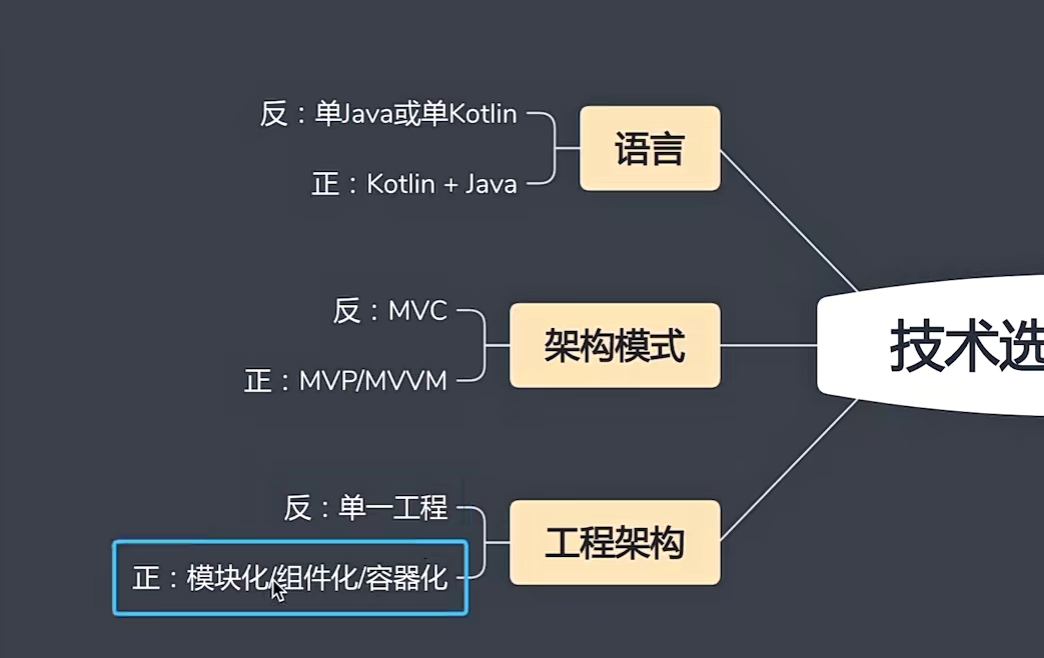 反：单Java或单Kotlin
正：Kotlin + Java
语言
反：MVC
正：MVP/MVVM
架构模式
技术选
反：单一工程
正：模块化/组件化/容器化
工程架构